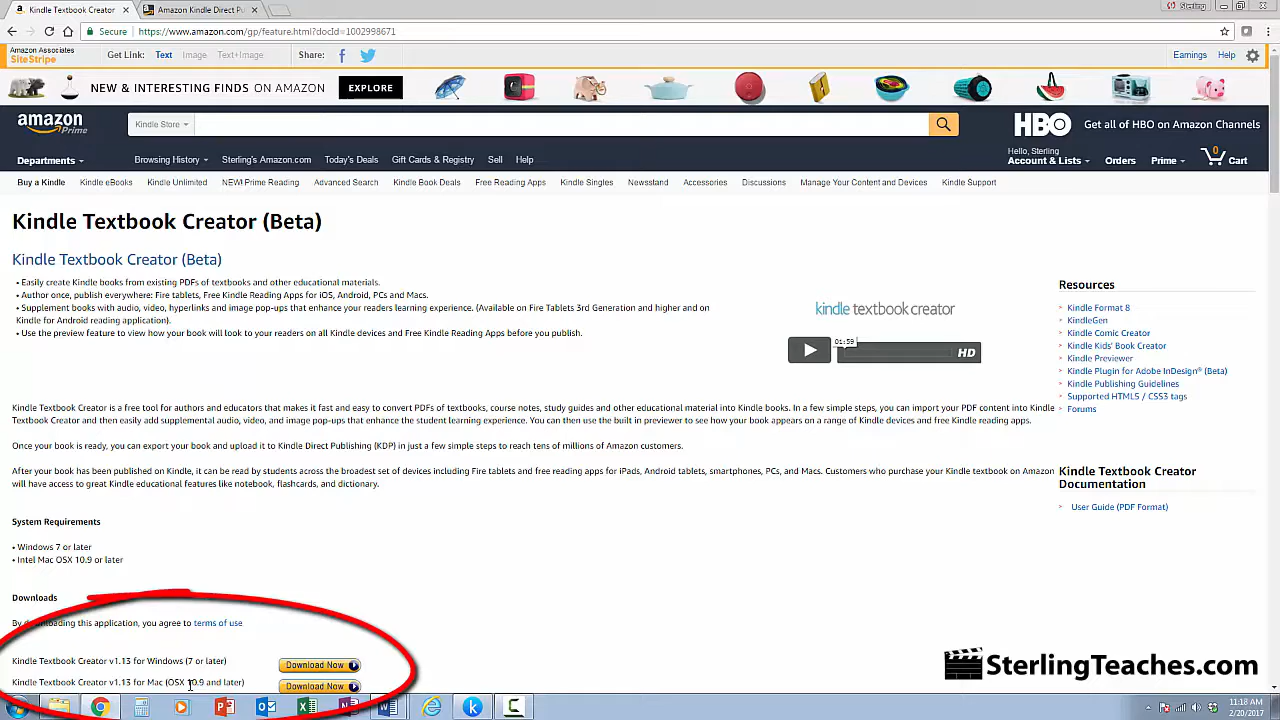 Kindle Textbook Creator
Amazon Kindle Direct Pu
Sterling
Secure
https://www.amazon.com/gp/feature.html?docId=1002998671
Amazon Associates
SiteStripe
Get Link:
Text
Image
Text+Image
Share:
Earnings
Help
NEW & INTERESTING FINDS ON AMAZON
EXPLORE
amazon
Prime
Kindle Store
HBO
Get all of HBO on Amazon Channels
Departments
Browsing History
Sterling's Amazon.com
Today's Deals
Gift Cards & Registry
Sell
Help
Hello, Sterling
Account & Lists
Orders
Prime
0
Cart
Buy a Kindle
Kindle eBooks
Kindle Unlimited
NEW! Prime Reading
Advanced Search
Kindle Book Deals
Free Reading Apps
Kindle Singles
Newsstand
Accessories
Discussions
Manage Your Content and Devices
Kindle Support
Kindle Textbook Creator (Beta)
Kindle Textbook Creator (Beta)
• Easily create Kindle books from existing PDFs of textbooks and other educational materials.
• Author once, publish everywhere: Fire tablets, Free Kindle Reading Apps for iOS, Android, PCs and Macs.
• Supplement books with audio, video, hyperlinks and image pop-ups that enhance your readers learning experience. (Available on Fire Tablets 3rd Generation and higher and on
Kindle for Android reading application).
• Use the preview feature to view how your book will look to your readers on all Kindle devices and Free Kindle Reading Apps before you publish.
kindle textbook creator
01:59
HD
Resources
Kindle Format 8
KindleGen
Kindle Comic Creator
Kindle Kids' Book Creator
Kindle Previewer
Kindle Plugin for Adobe InDesign® (Beta)
Kindle Publishing Guidelines
Supported HTML5 / CSS3 tags
Forums
Kindle Textbook Creator is a free tool for authors and educators that makes it fast and easy to convert PDFs of textbooks, course notes, study guides and other educational material into Kindle books. In a few simple steps, you can import your PDF content into Kindle
Textbook Creator and then easily add supplemental audio, video, and image pop-ups that enhance the student learning experience. You can then use the built in previewer to see how your book appears on a range of Kindle devices and free Kindle reading apps.
Once your book is ready, you can export your book and upload it to Kindle Direct Publishing (KDP) in just a few simple steps to reach tens of millions of Amazon customers.
After your book has been published on Kindle, it can be read by students across the broadest set of devices including Fire tablets and free reading apps for iPads, Android tablets, smartphones, PCs, and Macs. Customers who purchase your Kindle textbook on Amazon
will have access to great Kindle educational features like notebook, flashcards, and dictionary.
Kindle Textbook Creator
Documentation
User Guide (PDF Format)
System Requirements
• Windows 7 or later
• Intel Mac OSX 10.9 or later
Downloads
By downloading this application, you agree to terms of use
Kindle Textbook Creator v1.13 for Windows (7 or later)
Download Now
Kindle Textbook Creator v1.13 for Mac (OSX 10.9 and later)
Download Now
SterlingTeaches.com
11:18 AM
2/20/2017